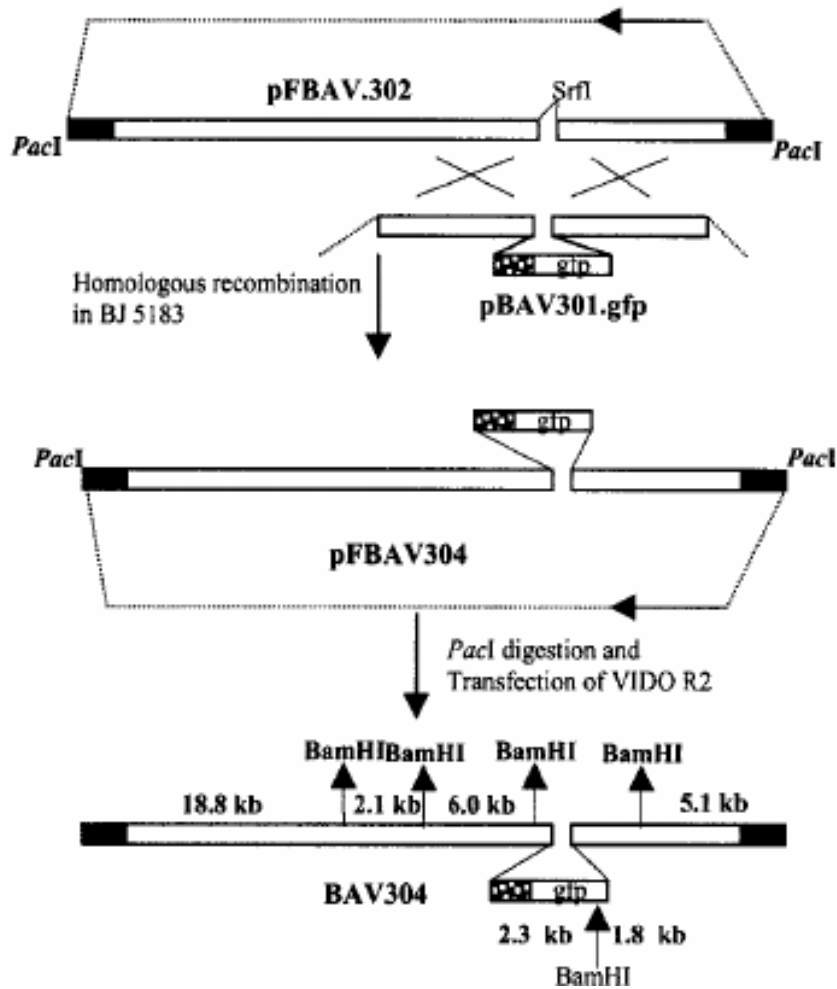 pFBAV.302
SrfI
PacI
PacI
gfp
Homologous recombination
in BJ 5183
pBAV301.gfp
gfp
PacI
PacI
pFBAV304
PacI digestion and
Transfection of VIDO R2
BamHI BamHI BamHI BamHI
18.8 kb 2.1 kb 6.0 kb 5.1 kb
BAV304
gfp
2.3 kb 1.8 kb
BamHI